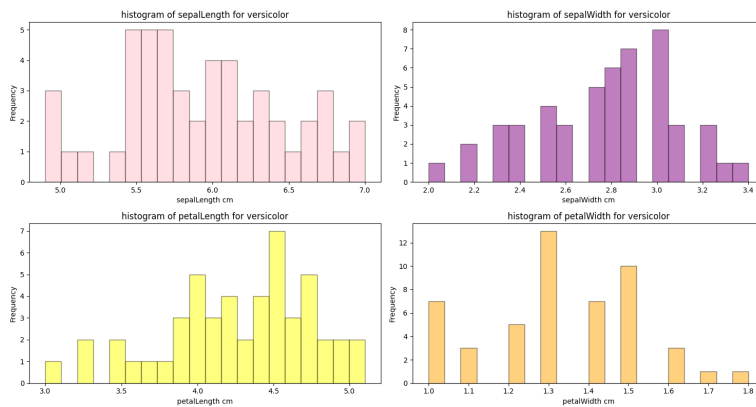 histogram of sepalLength for versicolor
Frequency
5
4
3
2
1
0
5.0 5.5 6.0 6.5 7.0
sepalLength cm
histogram of sepalWidth for versicolor
Frequency
8
7
6
5
4
3
2
1
0
2.0 2.2 2.4 2.6 2.8 3.0 3.2 3.4
sepalWidth cm
histogram of petalLength for versicolor
Frequency
7
6
5
4
3
2
1
0
3.0 3.5 4.0 4.5 5.0
petalLength cm
histogram of petalWidth for versicolor
Frequency
12
10
8
6
4
2
0
1.0 1.1 1.2 1.3 1.4 1.5 1.6 1.7 1.8
petalWidth cm